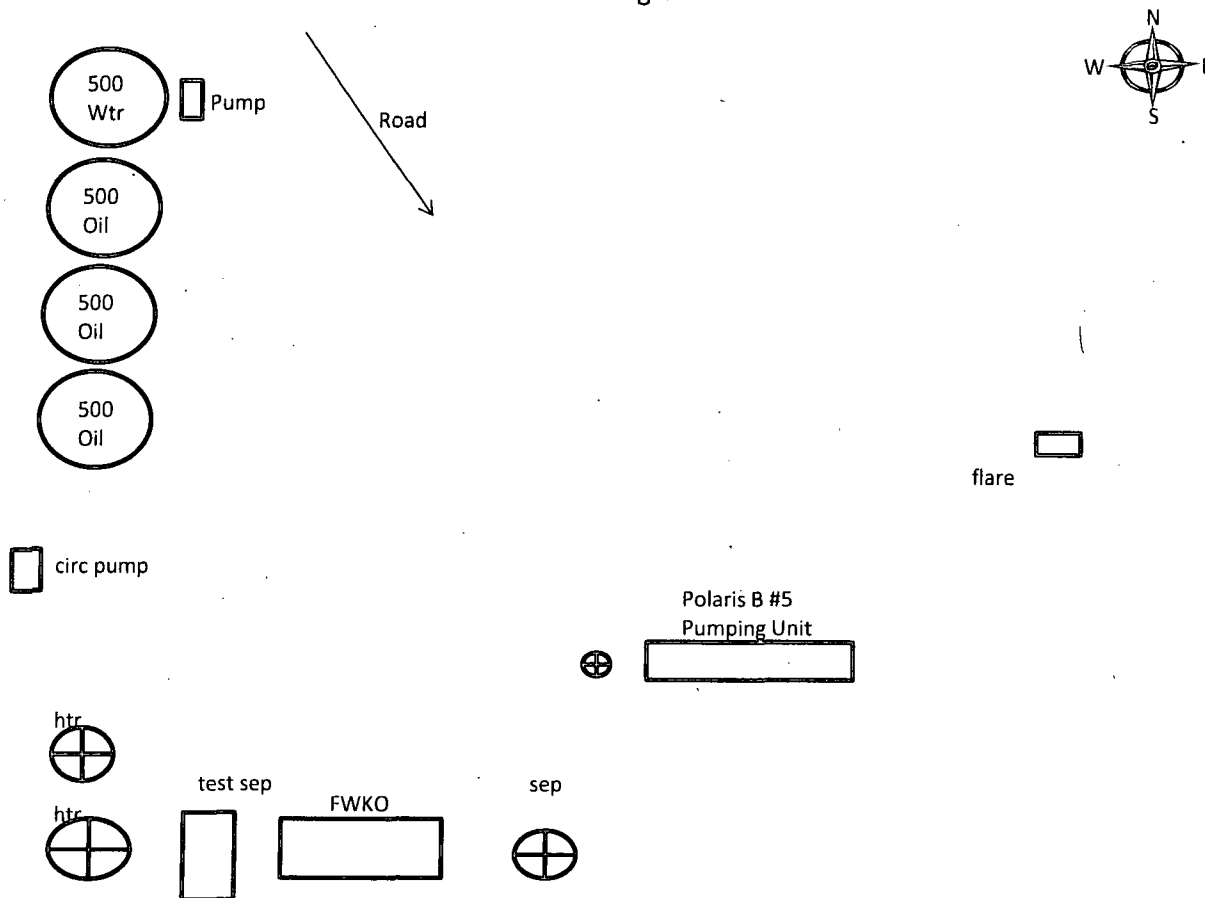 N
W
S
500
Wtr
Pump
Road
500
Oil
500
Oil
500
Oil
flare
circ pump
Polaris B #5
Pumping Unit
htr
test sep
sep
htr
FWKO